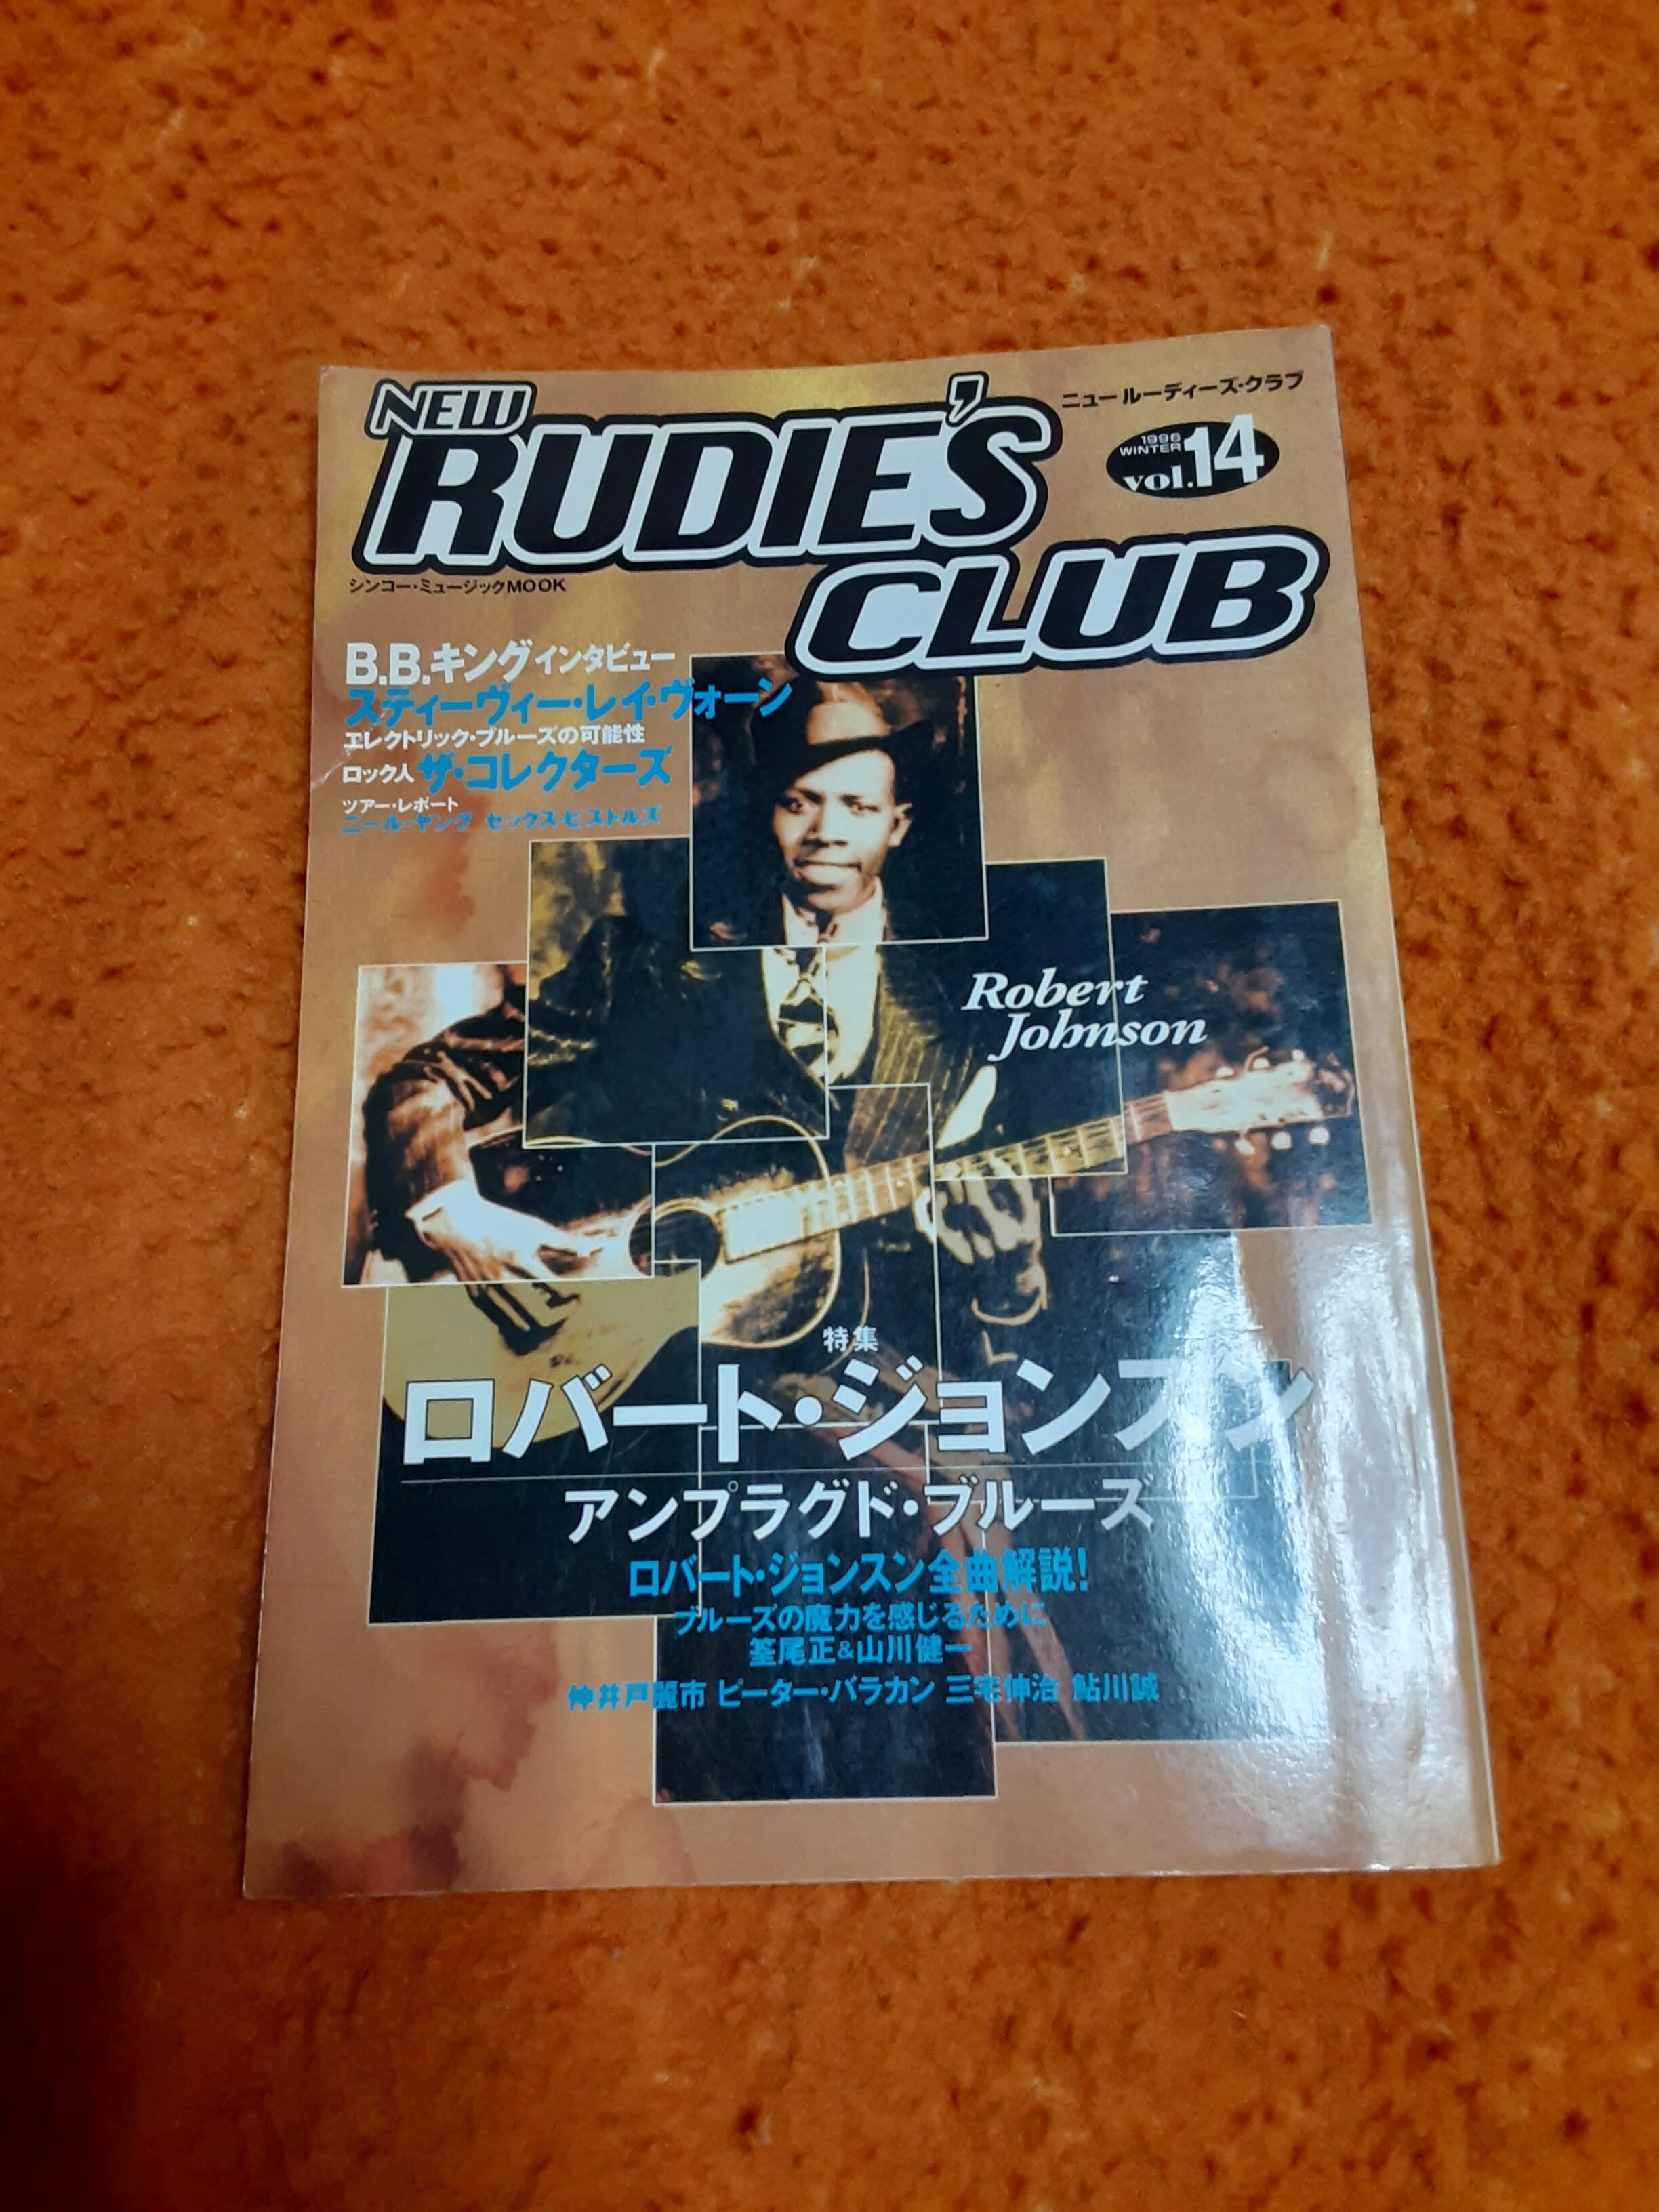 NEW
RUDIE'S
CLUB
ニュー ルーディーズ・クラブ
1996
WINTER
vol.14
シンコー・ミュージックMOOK
B.B.キングインタビュー
スティーヴィー・レイ・ヴォーン
エレクトリック・ブルーズの可能性
ロック人 ザ・コレクターズ
ツアー・レポート
ニール・ヤング セックス・ピストルズ
Robert
Johnson
特集
ロバート・ジョンスン
アンプラグド・ブルーズ
ロバート・ジョンスン全曲解説!
ブルーズの魔力を感じるために
筌尾正&山川健一
仲井戸麗市 ピーター・バラカン 三宅伸治 鮎川誠